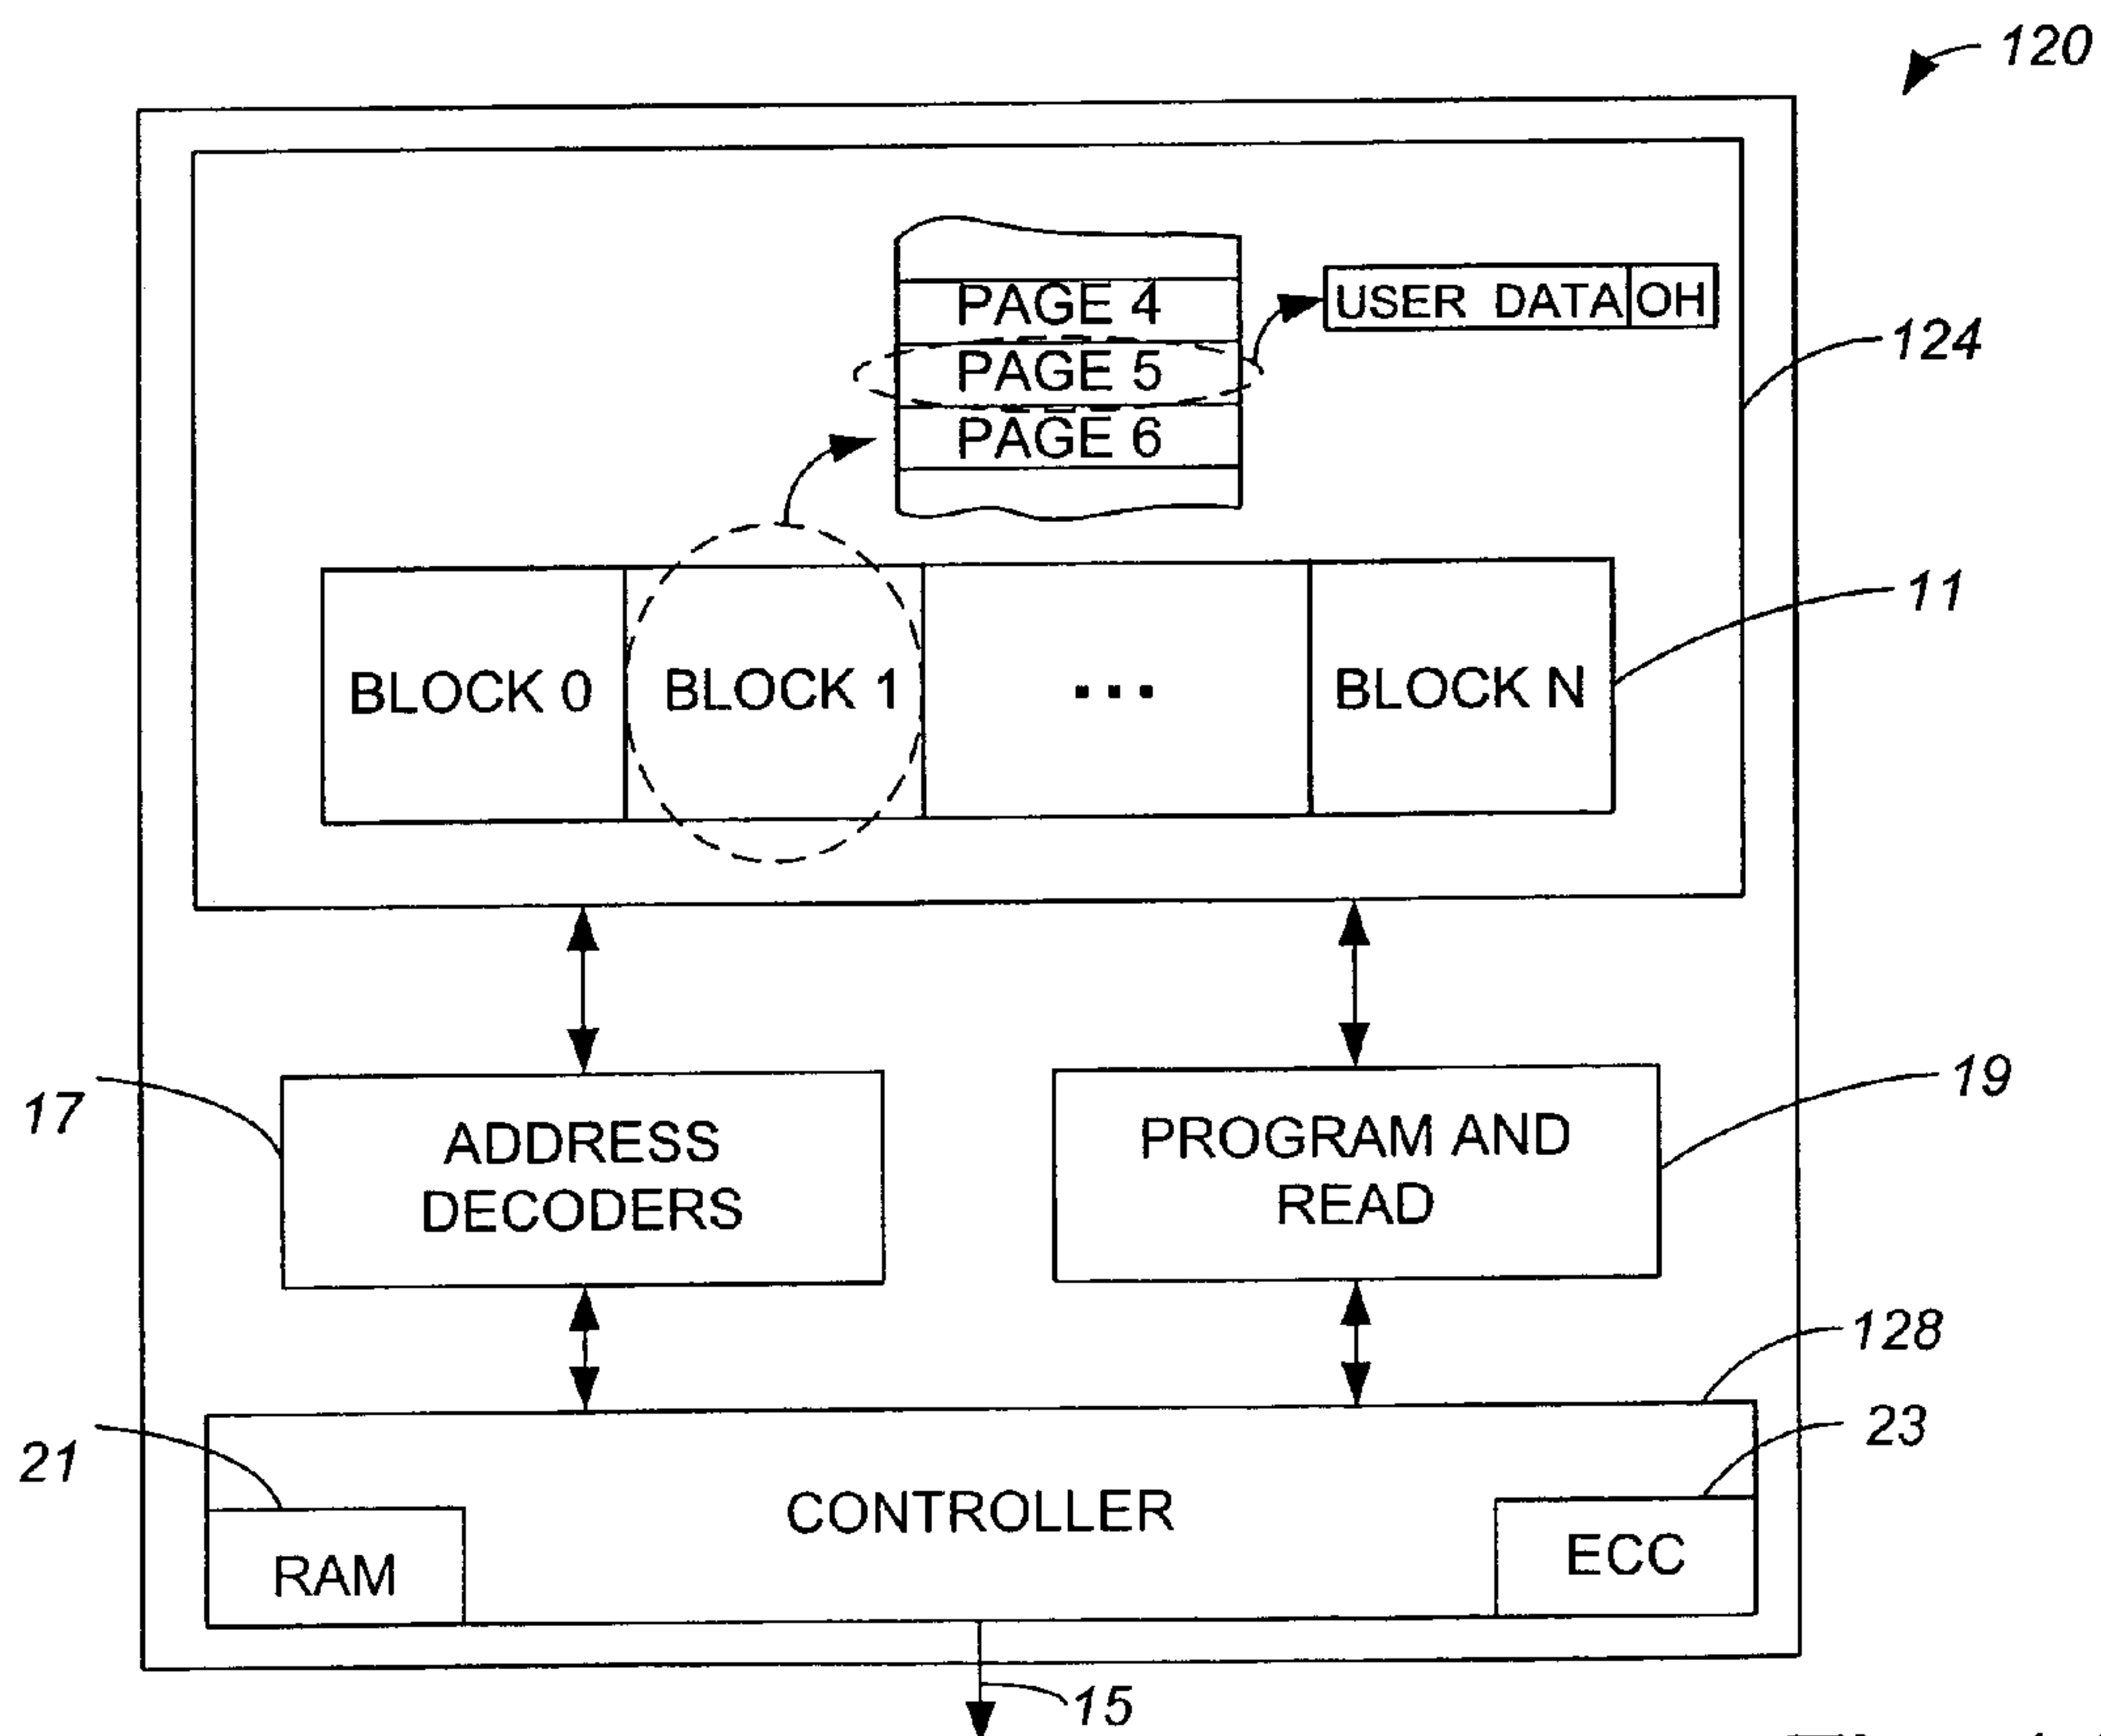 120
PAGE 4
USER DATA OH
PAGE 5
124
PAGE 6
11
BLOCK 0 BLOCK 1 ... BLOCK N
17
ADDRESS
DECODERS
PROGRAM AND
READ
19
128
21
23
CONTROLLER
RAM
ECC
15